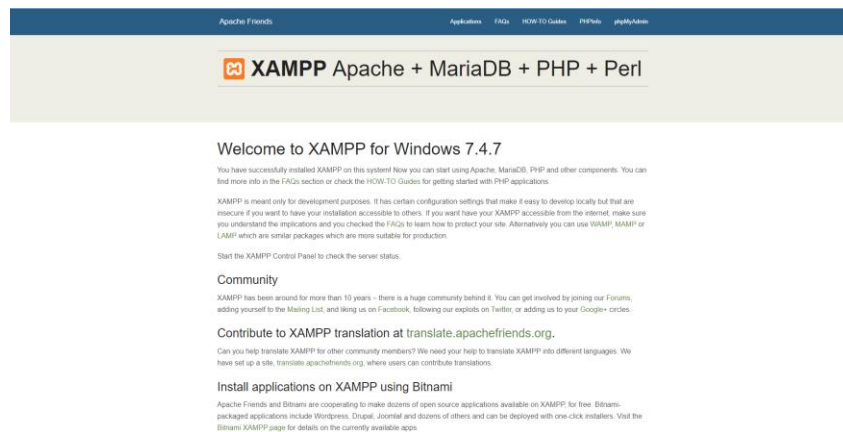 Apache Friends
Applications FAQs HOW-TO Guides PHPInfo phpMyAdmin
XAMPP Apache + MariaDB + PHP + Perl
Welcome to XAMPP for Windows 7.4.7
You have successfully installed XAMPP on this system! Now you can start using Apache, MariaDB, PHP and other components. You can
find more info in the FAQs section or check the HOW-TO Guides for getting started with PHP applications.
XAMPP is meant only for development purposes. It has certain configuration settings that make it easy to develop locally but that are
insecure if you want to have your installation accessible to others. If you want have your XAMPP accessible from the internet, make sure
you understand the implications and you checked the FAQs to learn how to protect your site. Alternatively you can use WAMP, MAMP or
LAMP which are similar packages which are more suitable for production.
Start the XAMPP Control Panel to check the server status.
Community
XAMPP has been around for more than 10 years – there is a huge community behind it. You can get involved by joining our Forums,
adding yourself to the Mailing List, and liking us on Facebook, following our exploits on Twitter, or adding us to your Google+ circles.
Contribute to XAMPP translation at translate.apachefriends.org.
Can you help translate XAMPP for other community members? We need your help to translate XAMPP into different languages. We
have set up a site, translate.apachefriends.org, where users can contribute translations.
Install applications on XAMPP using Bitnami
Apache Friends and Bitnami are cooperating to make dozens of open source applications available on XAMPP, for free. Bitnami-
packaged applications include Wordpress, Drupal, Joomla! and dozens of others and can be deployed with one-click installers. Visit the
Bitnami XAMPP page for details on the currently available apps.